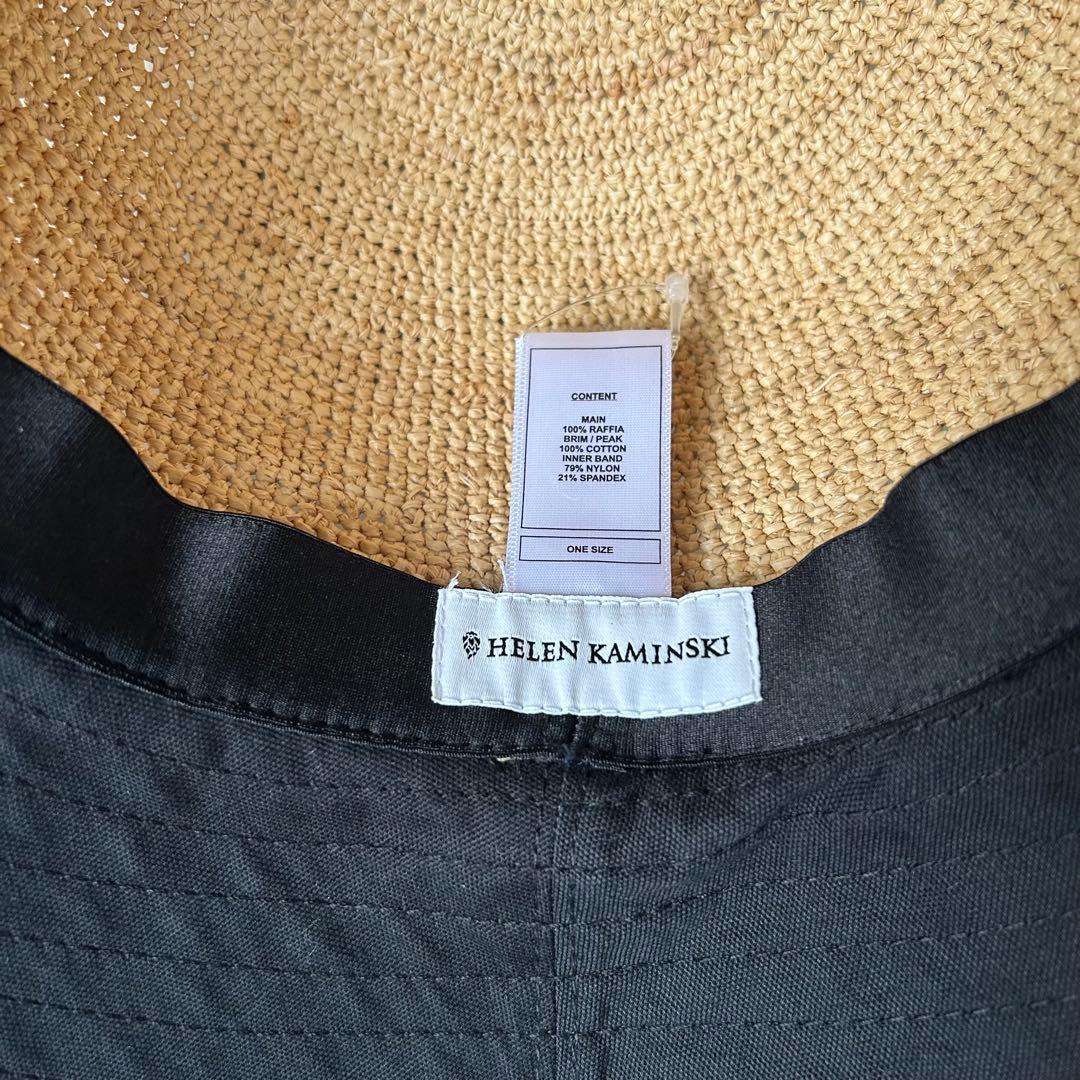 CONTENT
MAIN
100% RAFFIA
BRIM / PEAK
100% COTTON
INNER BAND
79% NYLON
21% SPANDEX
ONE SIZE
HELEN KAMINSKI